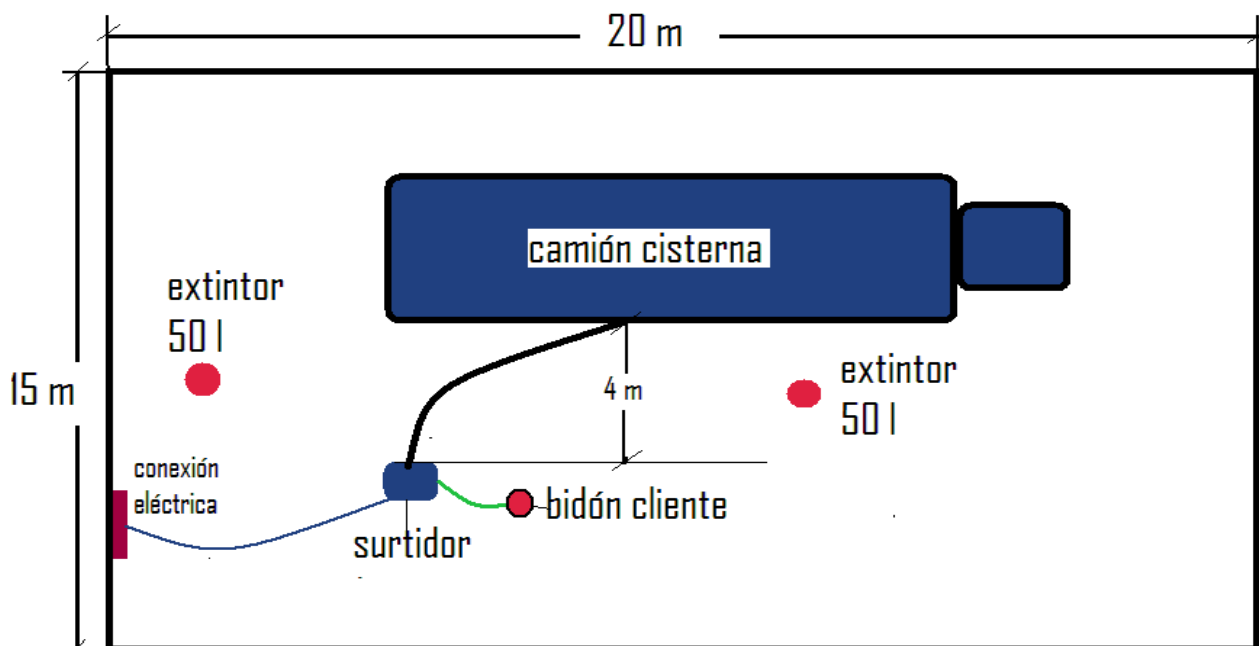 20 m
camión cisterna
extintor
50 l
15 m
4 m
extintor
50 l
conexión
eléctrica
bidón cliente
surtidor